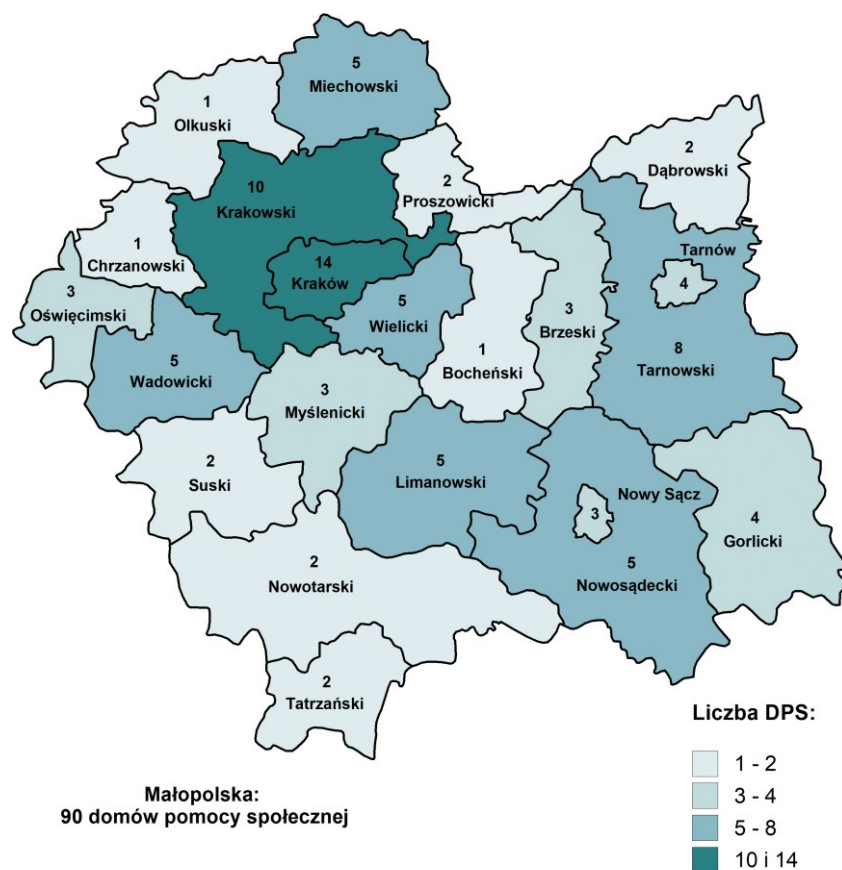 5
Miechowski
1
Olkuski
2
Dąbrowski
10
Krakowski
2
Proszowicki
1
Chrzanowski
14
Kraków
Tarnów
4
3
Oświęcimski
5
Wielicki
3
Brzeski
1
Bocheński
8
Tarnowski
5
Wadowicki
3
Myślenicki
2
Suski
5
Limanowski
Nowy Sącz
3
4
Gorlicki
5
Nowosądecki
2
Nowotarski
2
Tatrzański
Liczba DPS:
1 - 2
3 - 4
5 - 8
10 i 14
Małopolska:
90 domów pomocy społecznej